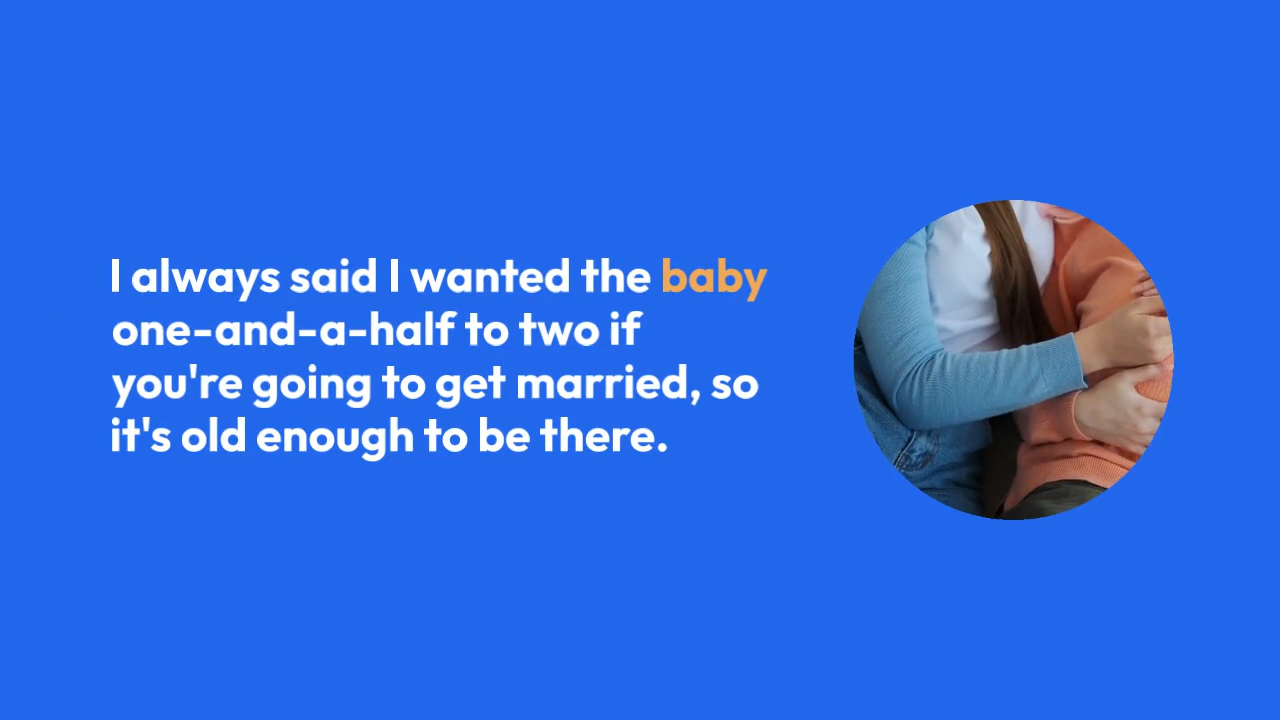 I always said I wanted the baby
one-and-a-half to two if
you're going to get married, so
it's old enough to be there.